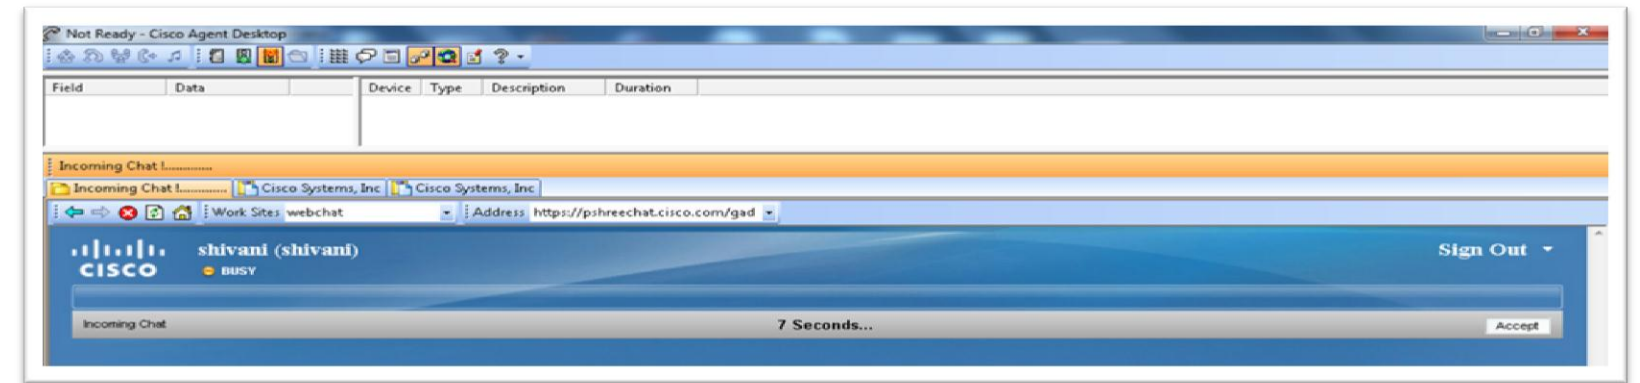 Not Ready - Cisco Agent Desktop
Field Data Device Type Description Duration
Incoming Chat !.............
Incoming Chat !............. Cisco Systems, Inc Cisco Systems, Inc
Work Sites webchat Address https://pshreechat.cisco.com/gad
CISCO shivani (shivani) Sign Out
BUSY
Incoming Chat 7 Seconds... Accept